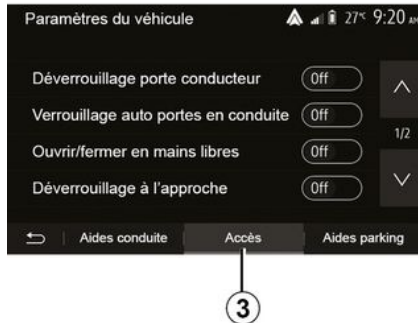 Paramètres du véhicule 27°C 9:20 AM
Déverrouillage porte conducteur Off
Verrouillage auto portes en conduite Off
1/2
Ouvrir/fermer en mains libres Off
Déverrouillage à l'approche Off
Aides conduite Accès Aides parking
3